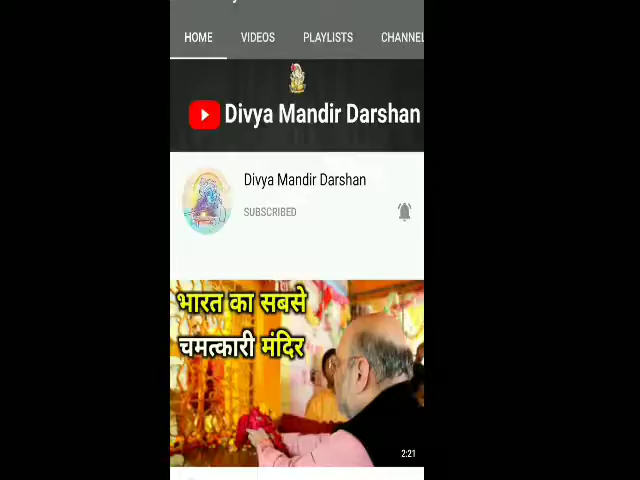 HOME VIDEOS PLAYLISTS CHANNEL
Divya Mandir Darshan
Divya Mandir Darshan
SUBSCRIBED
भारत का सबसे
चमत्कारी मंदिर
2:21